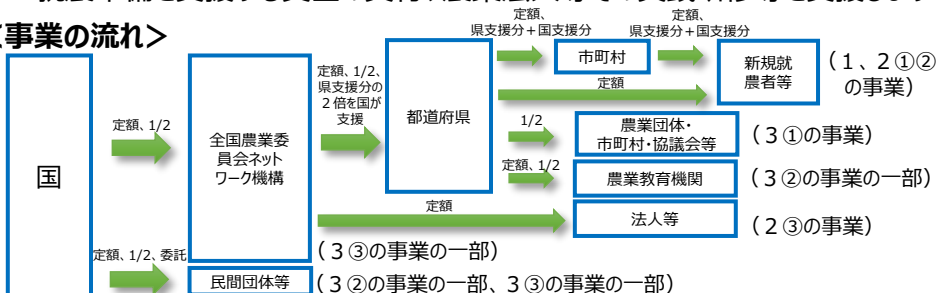 定額、
県支援分＋国支援分
定額、
県支援分＋国支援分
事業の流れ＞
市町村
新規就
農者等
（１、２①②
の事業）
定額、1/2、
県支援分の
２倍を国が
支援
定額
都道府県
定額、1/2
全国農業委
員会ネット
ワーク機構
国
1/2
農業団体・
市町村・協議会等
（３①の事業）
定額、1/2
農業教育機関
（３②の事業の一部）
定額
法人等
（２③の事業）
（３③の事業の一部）
定額、1/2、委託
民間団体等
（３②の事業の一部、３③の事業の一部）